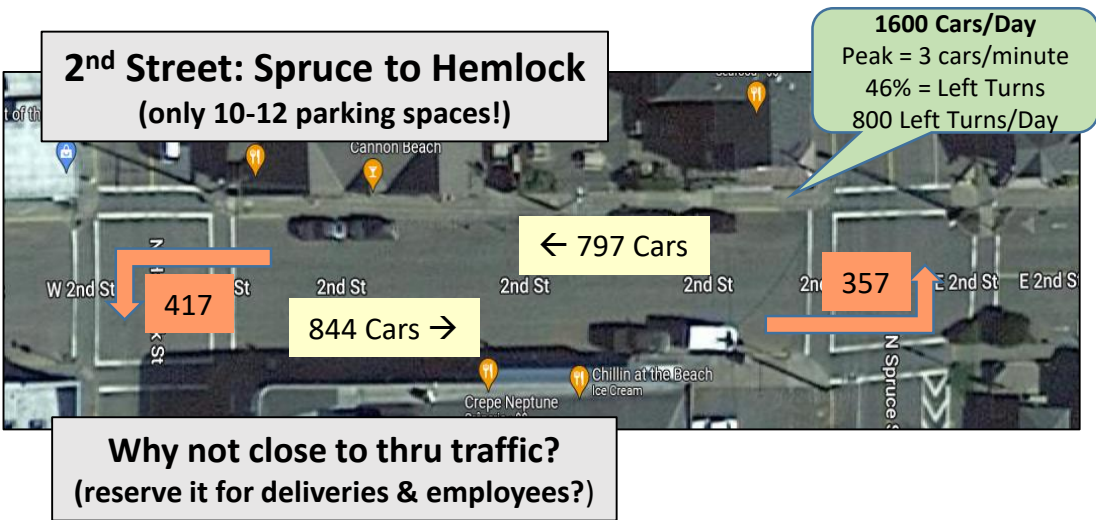 1600 Cars/Day
Peak = 3 cars/minute
46% = Left Turns
800 Left Turns/Day
2nd Street: Spruce to Hemlock
(only 10-12 parking spaces!)
Cannon Beach
← 797 Cars
W 2nd St
St
2nd St
2nd St
2nd St
E 2nd St
E 2nd S
417
357
844 Cars →
N Spruce S
Chillin at the Beach
Ice Cream
Crepe Neptune
Why not close to thru traffic?
(reserve it for deliveries & employees?)